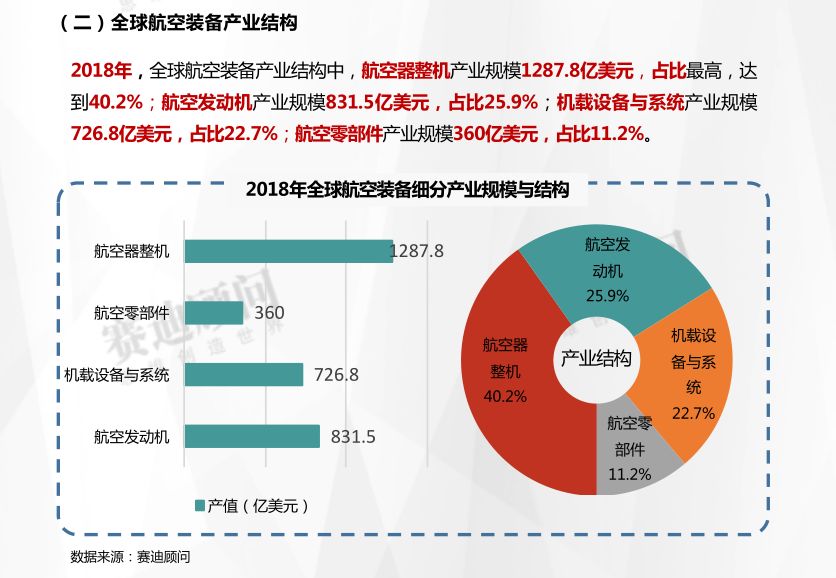 （二）全球航空装备产业结构
2018年，全球航空装备产业结构中，航空器整机产业规模1287.8亿美元，占比最高，达
到40.2%；航空发动机产业规模831.5亿美元，占比25.9%；机载设备与系统产业规模
726.8亿美元，占比22.7%；航空零部件产业规模360亿美元，占比11.2%。
2018年全球航空装备细分产业规模与结构
航空器整机
1287.8
航空零部件
360
机载设备与系统
726.8
航空发动机
831.5
产值（亿美元）
航空发
动机
25.9%
机载设
备与系
统
22.7%
航空零
部件
11.2%
航空器
整机
40.2%
产业结构
赛迪顾问
数据来源：赛迪顾问